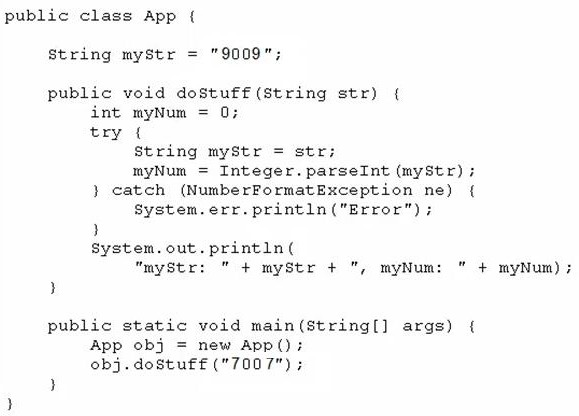 public class App {
String myStr = "9009";
public void doStuff(String str) {
int myNum = 0;
try {
String myStr = str;
myNum = Integer.parseInt(myStr);
} catch (NumberFormatException ne) {
System.err.println("Error");
}
System.out.println(
"myStr: " + myStr + ", myNum: " + myNum);
}
public static void main(String[] args) {
App obj = new App();
obj.doStuff("7007");
}
}